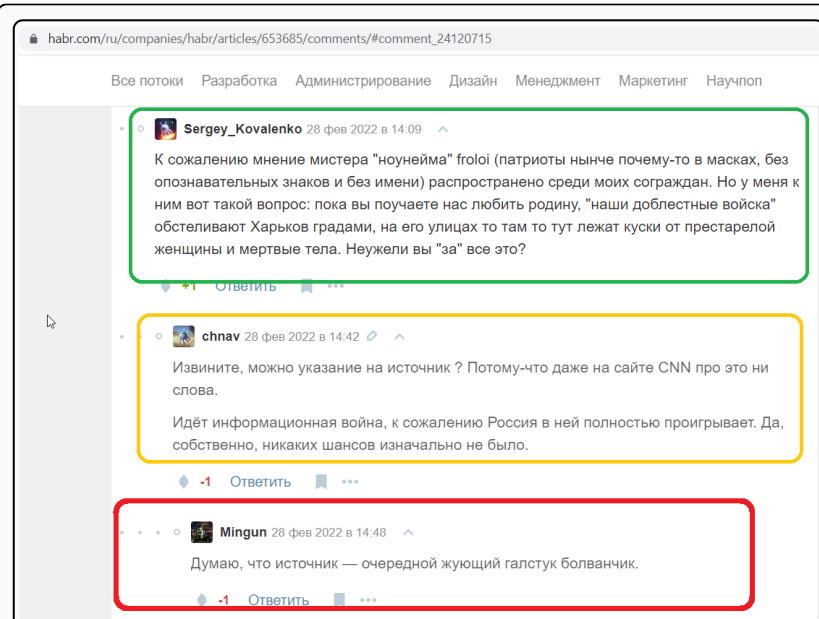 habr.com/ru/companies/habr/articles/653685/comments/#comment_24120715
Все потоки Разработка Администрирование Дизайн Менеджмент Маркетинг Научпоп
Sergey_Kovalenko 28 фев 2022 в 14:09
К сожалению мнение мистера "ноунейма" froloi (патриоты нынче почему-то в масках, без
опознавательных знаков и без имени) распространено среди моих сограждан. Но у меня к
ним вот такой вопрос: пока вы поучаете нас любить родину, "наши доблестные войска"
обстеливают Харьков градами, на его улицах то там то тут лежат куски от престарелой
женщины и мертвые тела. Неужели вы "за" все это?
+1 Ответить
chnav 28 фев 2022 в 14:42
Извините, можно указание на источник ? Потому-что даже на сайте CNN про это ни
слова.
Идёт информационная война, к сожалению Россия в ней полностью проигрывает. Да,
собственно, никаких шансов изначально не было.
-1 Ответить
Mingun 28 фев 2022 в 14:48
Думаю, что источник — очередной жующий галстук болванчик.
-1 Ответить